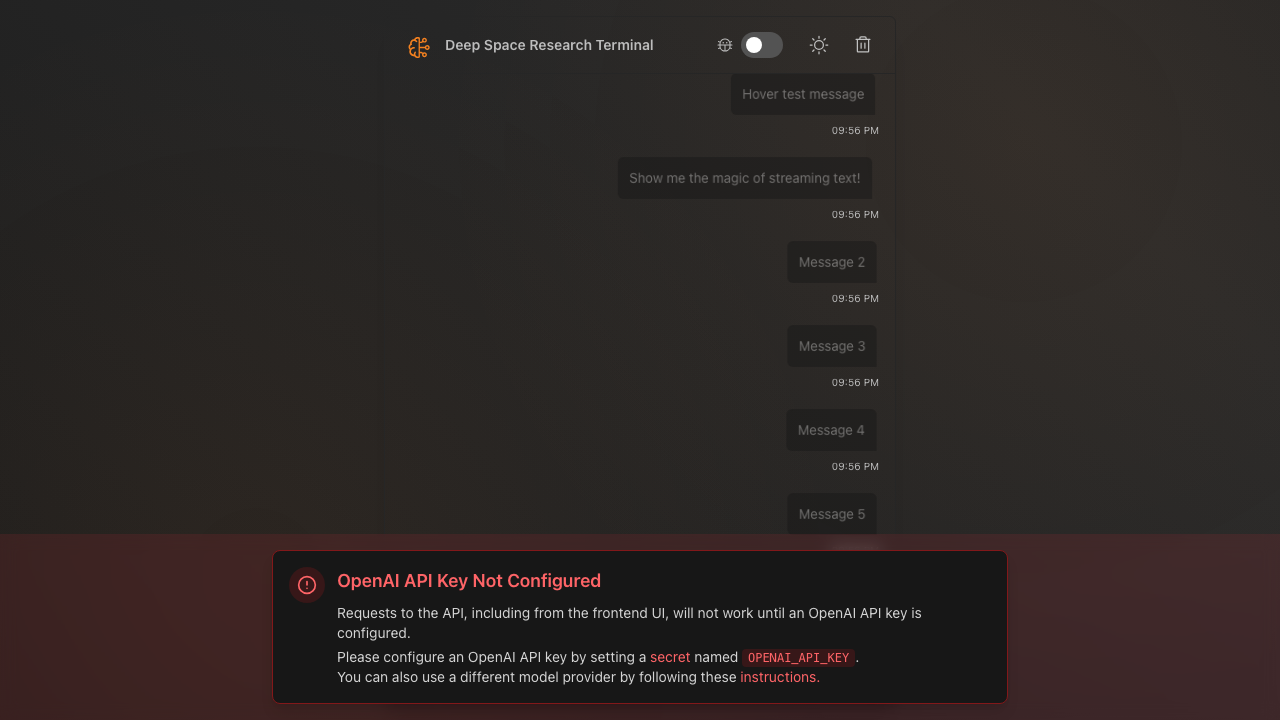 Deep Space Research Terminal
Hover test message
09:56 PM
Show me the magic of streaming text!
09:56 PM
Message 2
09:56 PM
Message 3
09:56 PM
Message 4
09:56 PM
Message 5
OpenAI API Key Not Configured
Requests to the API, including from the frontend UI, will not work until an OpenAI API key is
configured.
Please configure an OpenAI API key by setting a secret named OPENAI_API_KEY.
You can also use a different model provider by following these instructions.